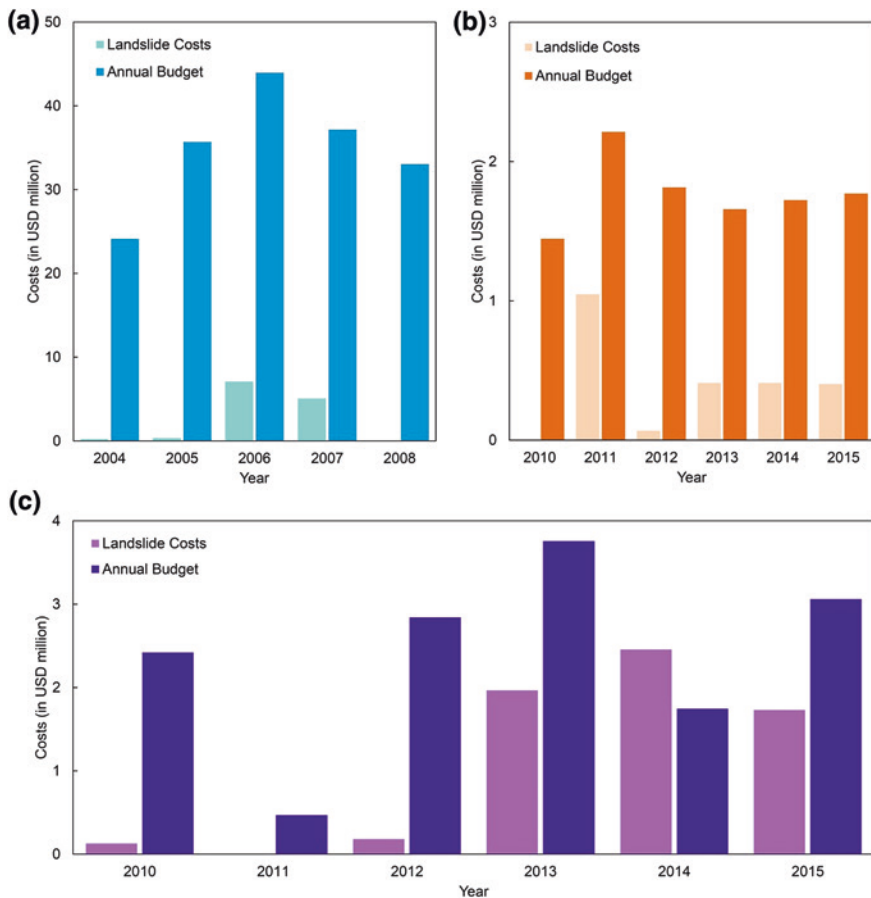 (a)
50
40
30
20
10
0
Costs (in USD million)
Landslide Costs
Annual Budget
2004 2005 2006 2007 2008
Year
(b)
3
2
1
0
Costs (in USD million)
Landslide Costs
Annual Budget
2010 2011 2012 2013 2014 2015
Year
(c)
4
3
2
1
0
Costs (in USD million)
Landslide Costs
Annual Budget
2010 2011 2012 2013 2014 2015
Year